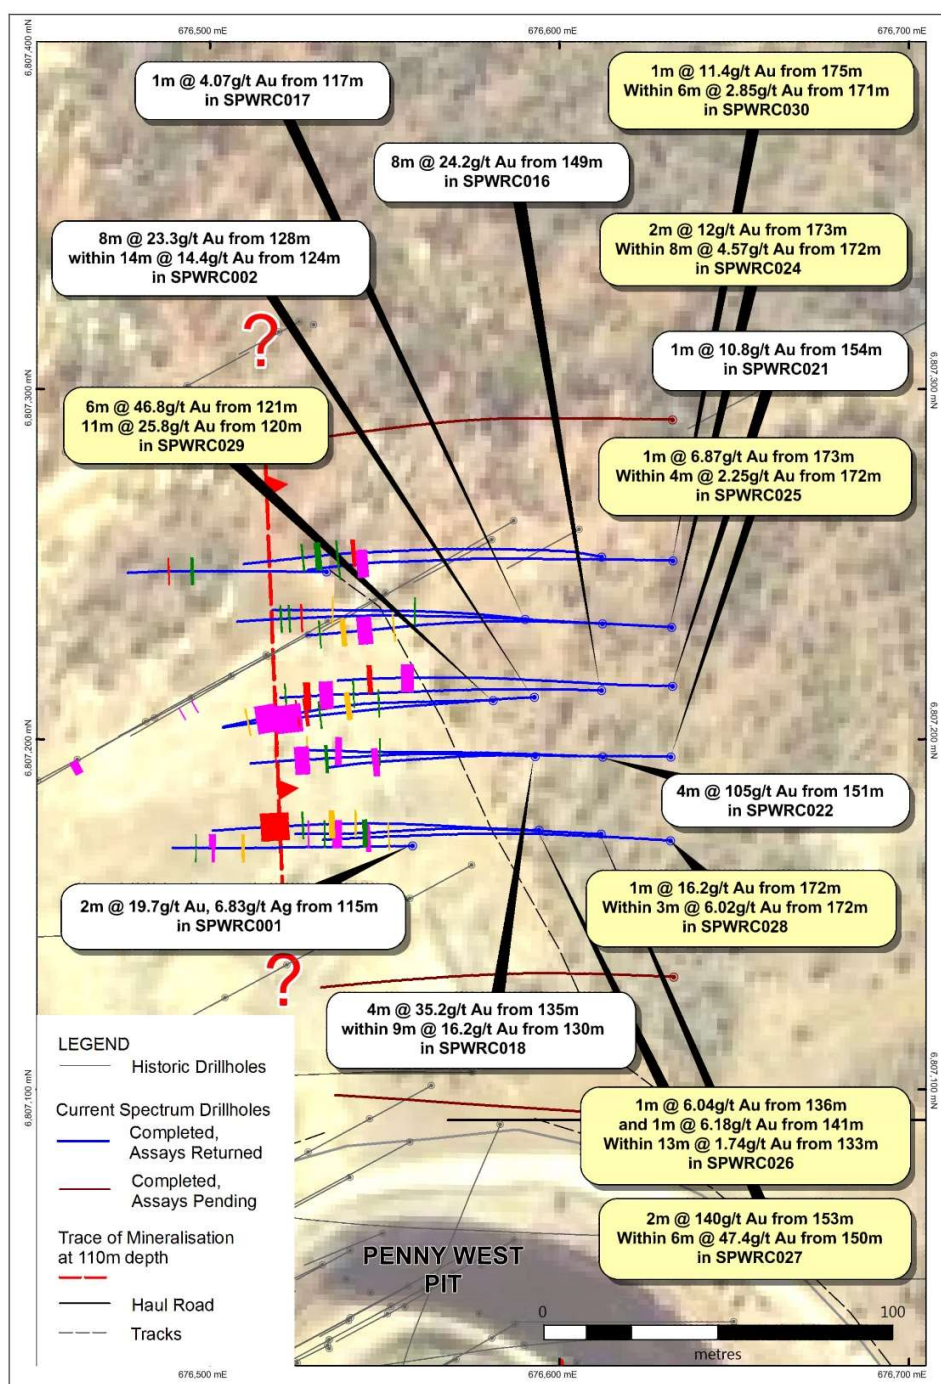 676,500 mE
676,600 mE
676,700 mE
6,807,400 mN
1m @ 4.07g/t Au from 117m
in SPWRC017
1m @ 11.4g/t Au from 175m
Within 6m @ 2.85g/t Au from 171m
in SPWRC030
8m @ 24.2g/t Au from 149m
in SPWRC016
8m @ 23.3g/t Au from 128m
within 14m @ 14.4g/t Au from 124m
in SPWRC002
2m @ 12g/t Au from 173m
Within 8m @ 4.57g/t Au from 172m
in SPWRC024
?
1m @ 10.8g/t Au from 154m
in SPWRC021
6,807,300 mN
6,807,300 mN
6m @ 46.8g/t Au from 121m
11m @ 25.8g/t Au from 120m
in SPWRC029
1m @ 6.87g/t Au from 173m
Within 4m @ 2.25g/t Au from 172m
in SPWRC025
6,807,200 mN
6,807,200 mN
4m @ 105g/t Au from 151m
in SPWRC022
2m @ 19.7g/t Au, 6.83g/t Ag from 115m
in SPWRC001
1m @ 16.2g/t Au from 172m
Within 3m @ 6.02g/t Au from 172m
in SPWRC028
?
4m @ 35.2g/t Au from 135m
within 9m @ 16.2g/t Au from 130m
in SPWRC018
6,807,100 mN
6,807,100 mN
1m @ 6.04g/t Au from 136m
and 1m @ 6.18g/t Au from 141m
Within 13m @ 1.74g/t Au from 133m
in SPWRC026
2m @ 140g/t Au from 153m
Within 6m @ 47.4g/t Au from 150m
in SPWRC027
PENNY WEST
PIT
LEGEND
Historic Drillholes
Current Spectrum Drillholes
Completed,
Assays Returned
Completed,
Assays Pending
Trace of Mineralisation
at 110m depth
Haul Road
Tracks
0
100
metres
676,500 mE
676,600 mE
676,700 mE